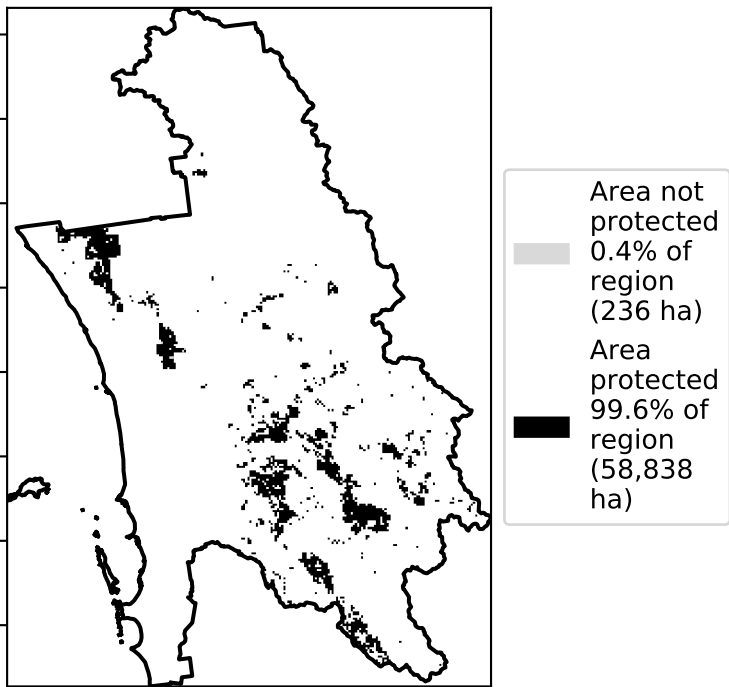 Area not
protected
0.4% of
region
(236 ha)
Area
protected
99.6% of
region
(58,838
ha)